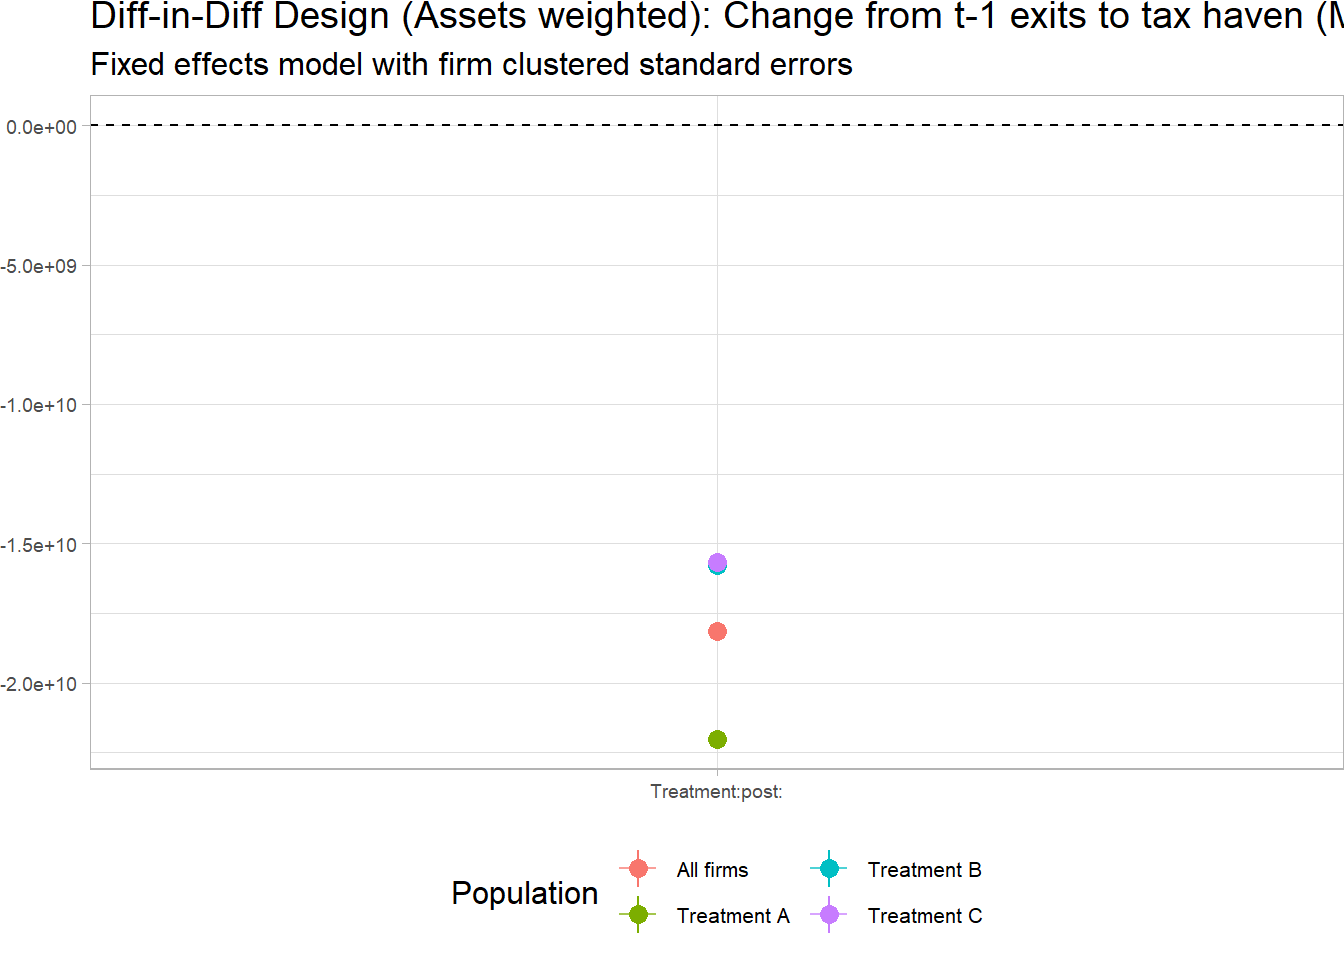 Diff-in-Diff Design (Assets weighted): Change from t-1 exits to tax haven (M
Fixed effects model with firm clustered standard errors
0.0e+00
-5.0e+09
-1.0e+10
-1.5e+10
-2.0e+10
Treatment:post:
Population
All firms
Treatment B
Treatment A
Treatment C